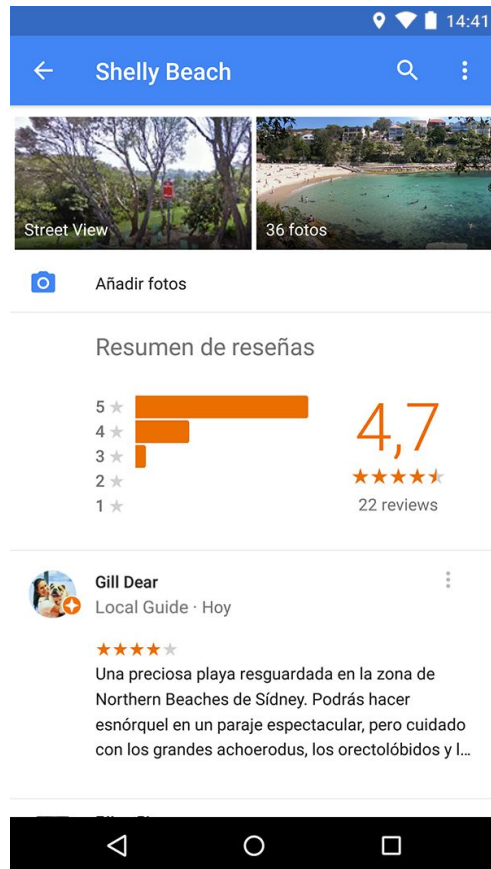 14:41
Shelly Beach
Street View
36 fotos
Añadir fotos
Resumen de reseñas
5
4
3
2
1
4,7
22 reviews
Gill Dear
Local Guide · Hoy
Una preciosa playa resguardada en la zona de
Northern Beaches de Sídney. Podrás hacer
esnórquel en un paraje espectacular, pero cuidado
con los grandes achoerodus, los orectolóbidos y l...